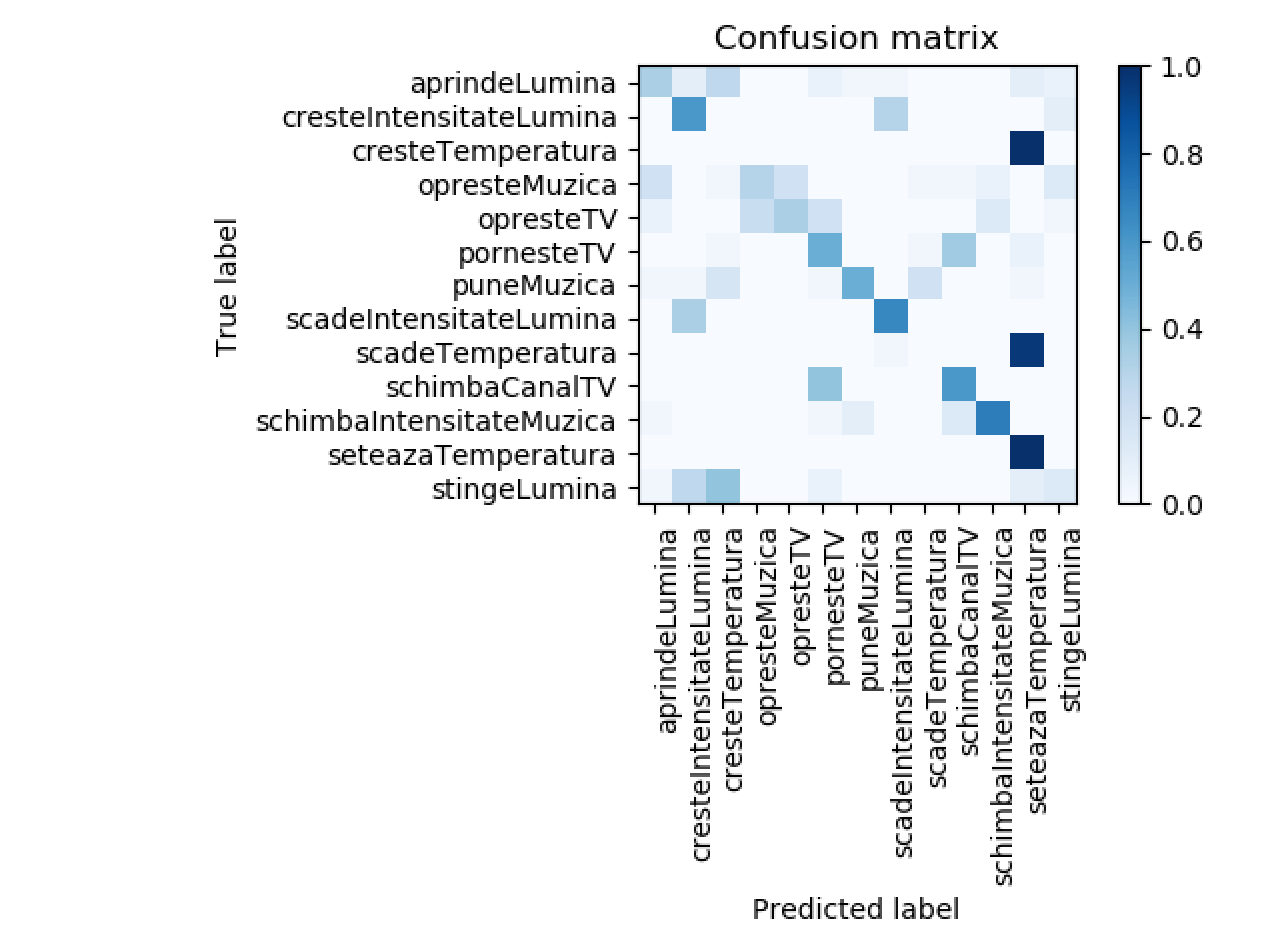 Confusion matrix
True label
aprindeLumina
cresteIntensitateLumina
cresteTemperatura
opresteMuzica
opresteTV
pornesteTV
puneMuzica
scadeIntensitateLumina
scadeTemperatura
schimbaCanalTV
schimbaIntensitateMuzica
seteazaTemperatura
stingeLumina
1.0
0.8
0.6
0.4
0.2
0.0
aprindeLumina
cresteIntensitateLumina
cresteTemperatura
opresteMuzica
opresteTV
pornesteTV
puneMuzica
scadeIntensitateLumina
scadeTemperatura
schimbaCanalTV
schimbaIntensitateMuzica
seteazaTemperatura
stingeLumina
Predicted label